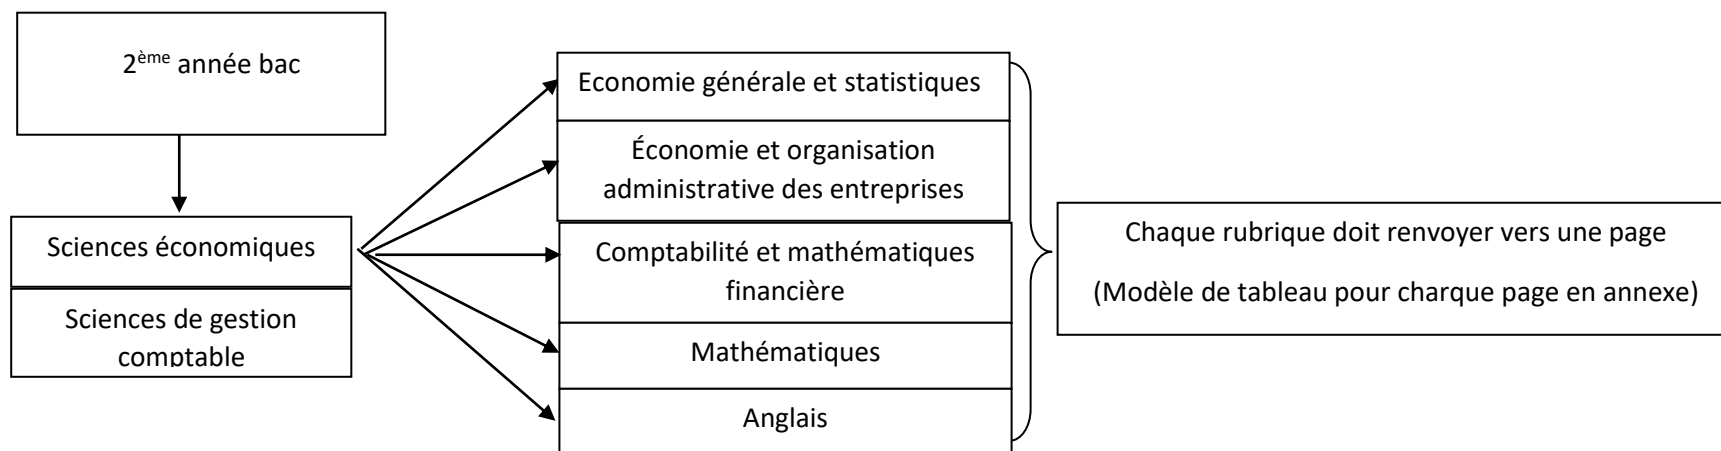 2ème année bac
Sciences économiques
Sciences de gestion
comptable
Economie générale et statistiques
Économie et organisation
administrative des entreprises
Comptabilité et mathématiques
financière
Mathématiques
Anglais
Chaque rubrique doit renvoyer vers une page
(Modèle de tableau pour charque page en annexe)